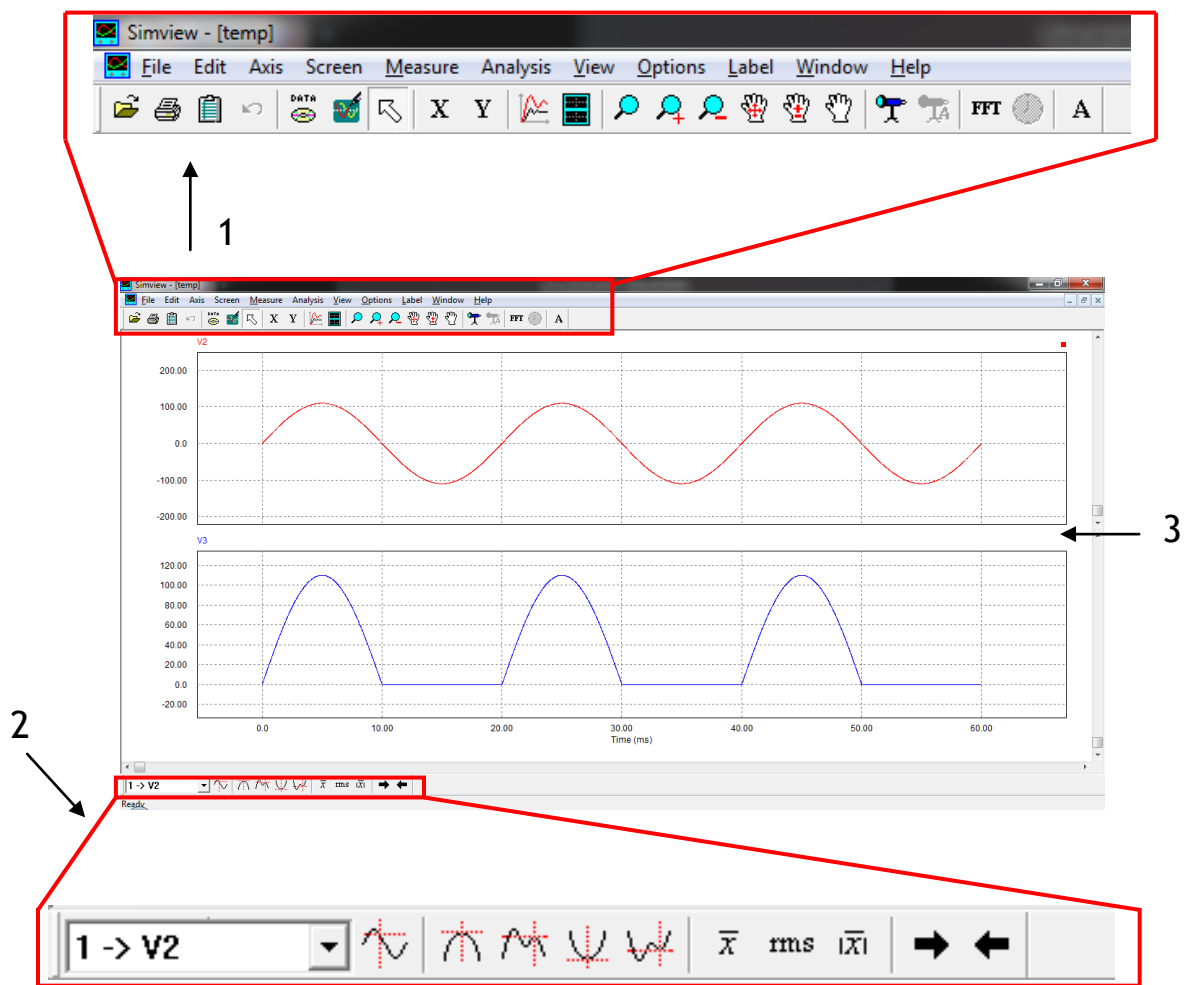 Simview - [temp]
File Edit Axis Screen Measure Analysis View Options Label Window Help
DATA X Y FFT A
1
Simview - [temp]
File Edit Axis Screen Measure Analysis View Options Label Window Help
DATA X Y FFT A
V2
200.00
100.00
0.0
-100.00
-200.00
3
V3
120.00
100.00
80.00
60.00
40.00
20.00
0.0
-20.00
0.0 10.00 20.00 30.00 40.00 50.00 60.00
Time (ms)
2
1 -> V2 x̅ rms |x̅|
Ready
1 -> V2 x̅ rms |x̅|